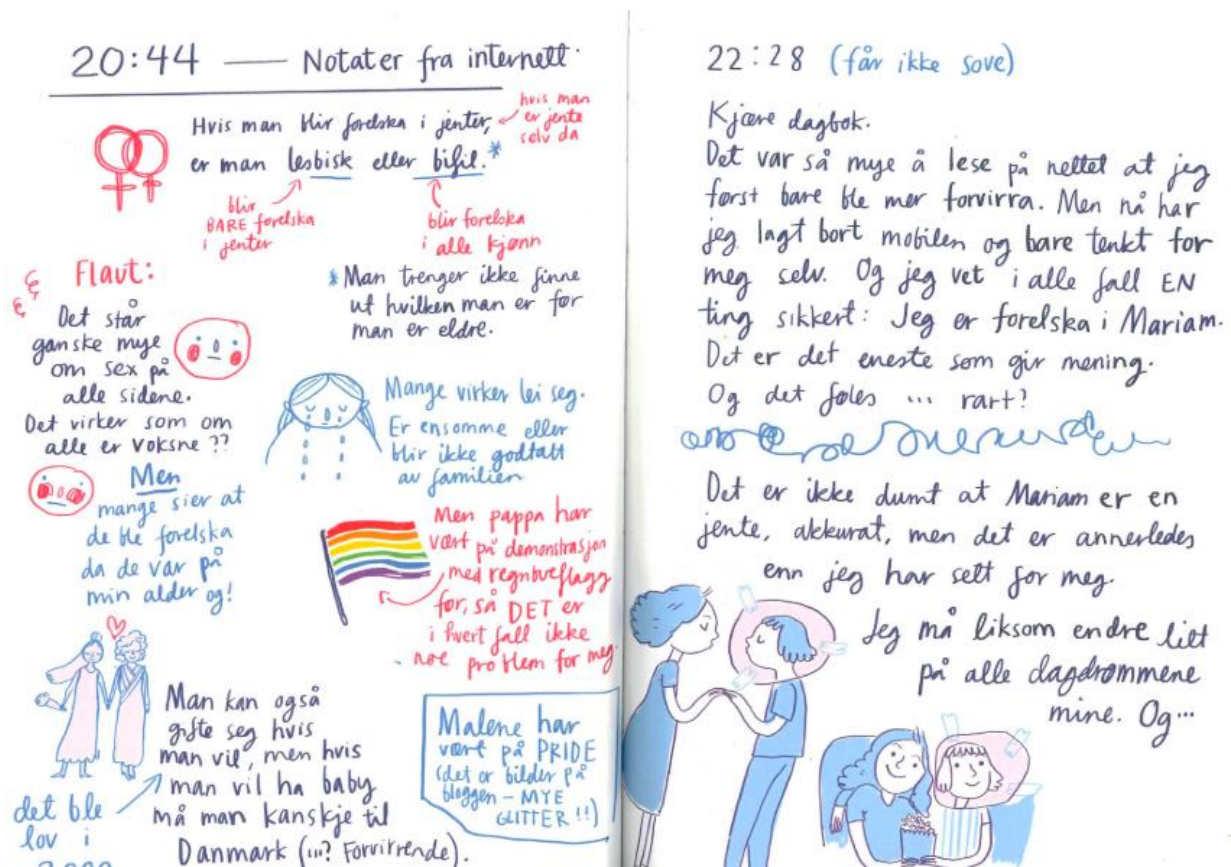 20:44 — Notater fra internett.
Hvis man blir forelska i jenter,
er man lesbisk eller bifil.*
hvis man
er jente
selv da
blir
BARE forelska
i jenter
blir forelska
i alle kjønn
*Man trenger ikke finne
ut hvilken man er før
man er eldre.
Flaut:
Det står
ganske mye
om sex på
alle sidene.
Det virker som om
alle er voksne ??
Men
mange sier at
de ble forelska
da de var på
min alder og!
Mange virker lei seg.
Er ensomme eller
blir ikke godtatt
av familien
Men pappa har
vært på demonstrasjon
med regnbueflagg
før, så DET er
i hvert fall ikke
noe problem for meg.
Man kan også
gifte seg hvis
man vil, men hvis
man vil ha baby
må man kanskje til
Danmark (...? Forvirrende).
det ble
lov i
Malene har
vært på PRIDE
(det er bilder på
bloggen – MYE
GLITTER !!)
22:28 (får ikke sove)
Kjære dagbok.
Det var så mye å lese på nettet at jeg
først bare ble mer forvirra. Men nå har
jeg lagt bort mobilen og bare tenkt for
meg selv. Og jeg vet i alle fall EN
ting sikkert: Jeg er forelska i Mariam.
Det er det eneste som gir mening.
Og det føles ... rart?
Det er ikke dumt at Mariam er en
jente, akkurat, men det er annerledes
enn jeg har sett for meg.
Jeg må liksom endre litt
på alle dagdrømmene
mine. Og...